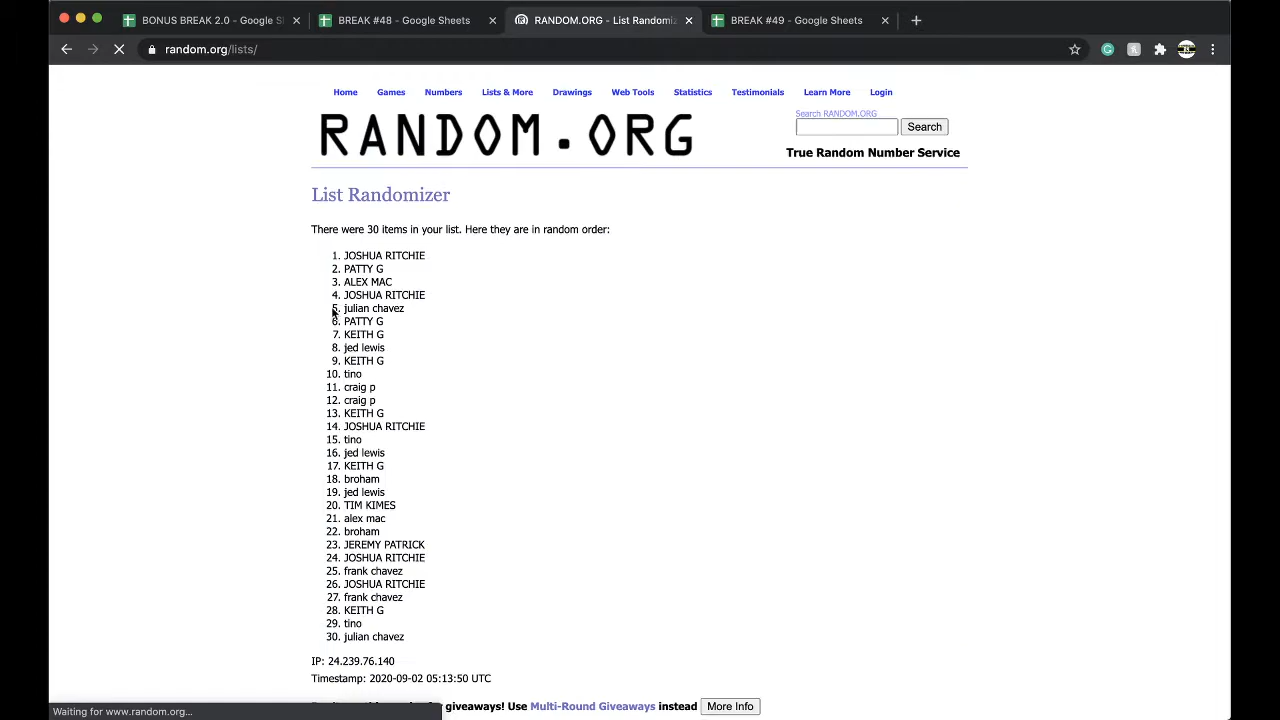 BONUS BREAK 2.0 - Google S
BREAK #48 - Google Sheets
RANDOM.ORG - List Randomiz
BREAK #49 - Google Sheets
random.org/lists/
Home Games Numbers Lists & More Drawings Web Tools Statistics Testimonials Learn More Login
RANDOM.ORG
Search RANDOM.ORG
Search
True Random Number Service
List Randomizer
There were 30 items in your list. Here they are in random order:
1. JOSHUA RITCHIE
2. PATTY G
3. ALEX MAC
4. JOSHUA RITCHIE
5. julian chavez
6. PATTY G
7. KEITH G
8. jed lewis
9. KEITH G
10. tino
11. craig p
12. craig p
13. KEITH G
14. JOSHUA RITCHIE
15. tino
16. jed lewis
17. KEITH G
18. broham
19. jed lewis
20. TIM KIMES
21. alex mac
22. broham
23. JEREMY PATRICK
24. JOSHUA RITCHIE
25. frank chavez
26. JOSHUA RITCHIE
27. frank chavez
28. KEITH G
29. tino
30. julian chavez
IP: 24.239.76.140
Timestamp: 2020-09-02 05:13:50 UTC
giveaways! Use Multi-Round Giveaways instead More Info
Waiting for www.random.org...